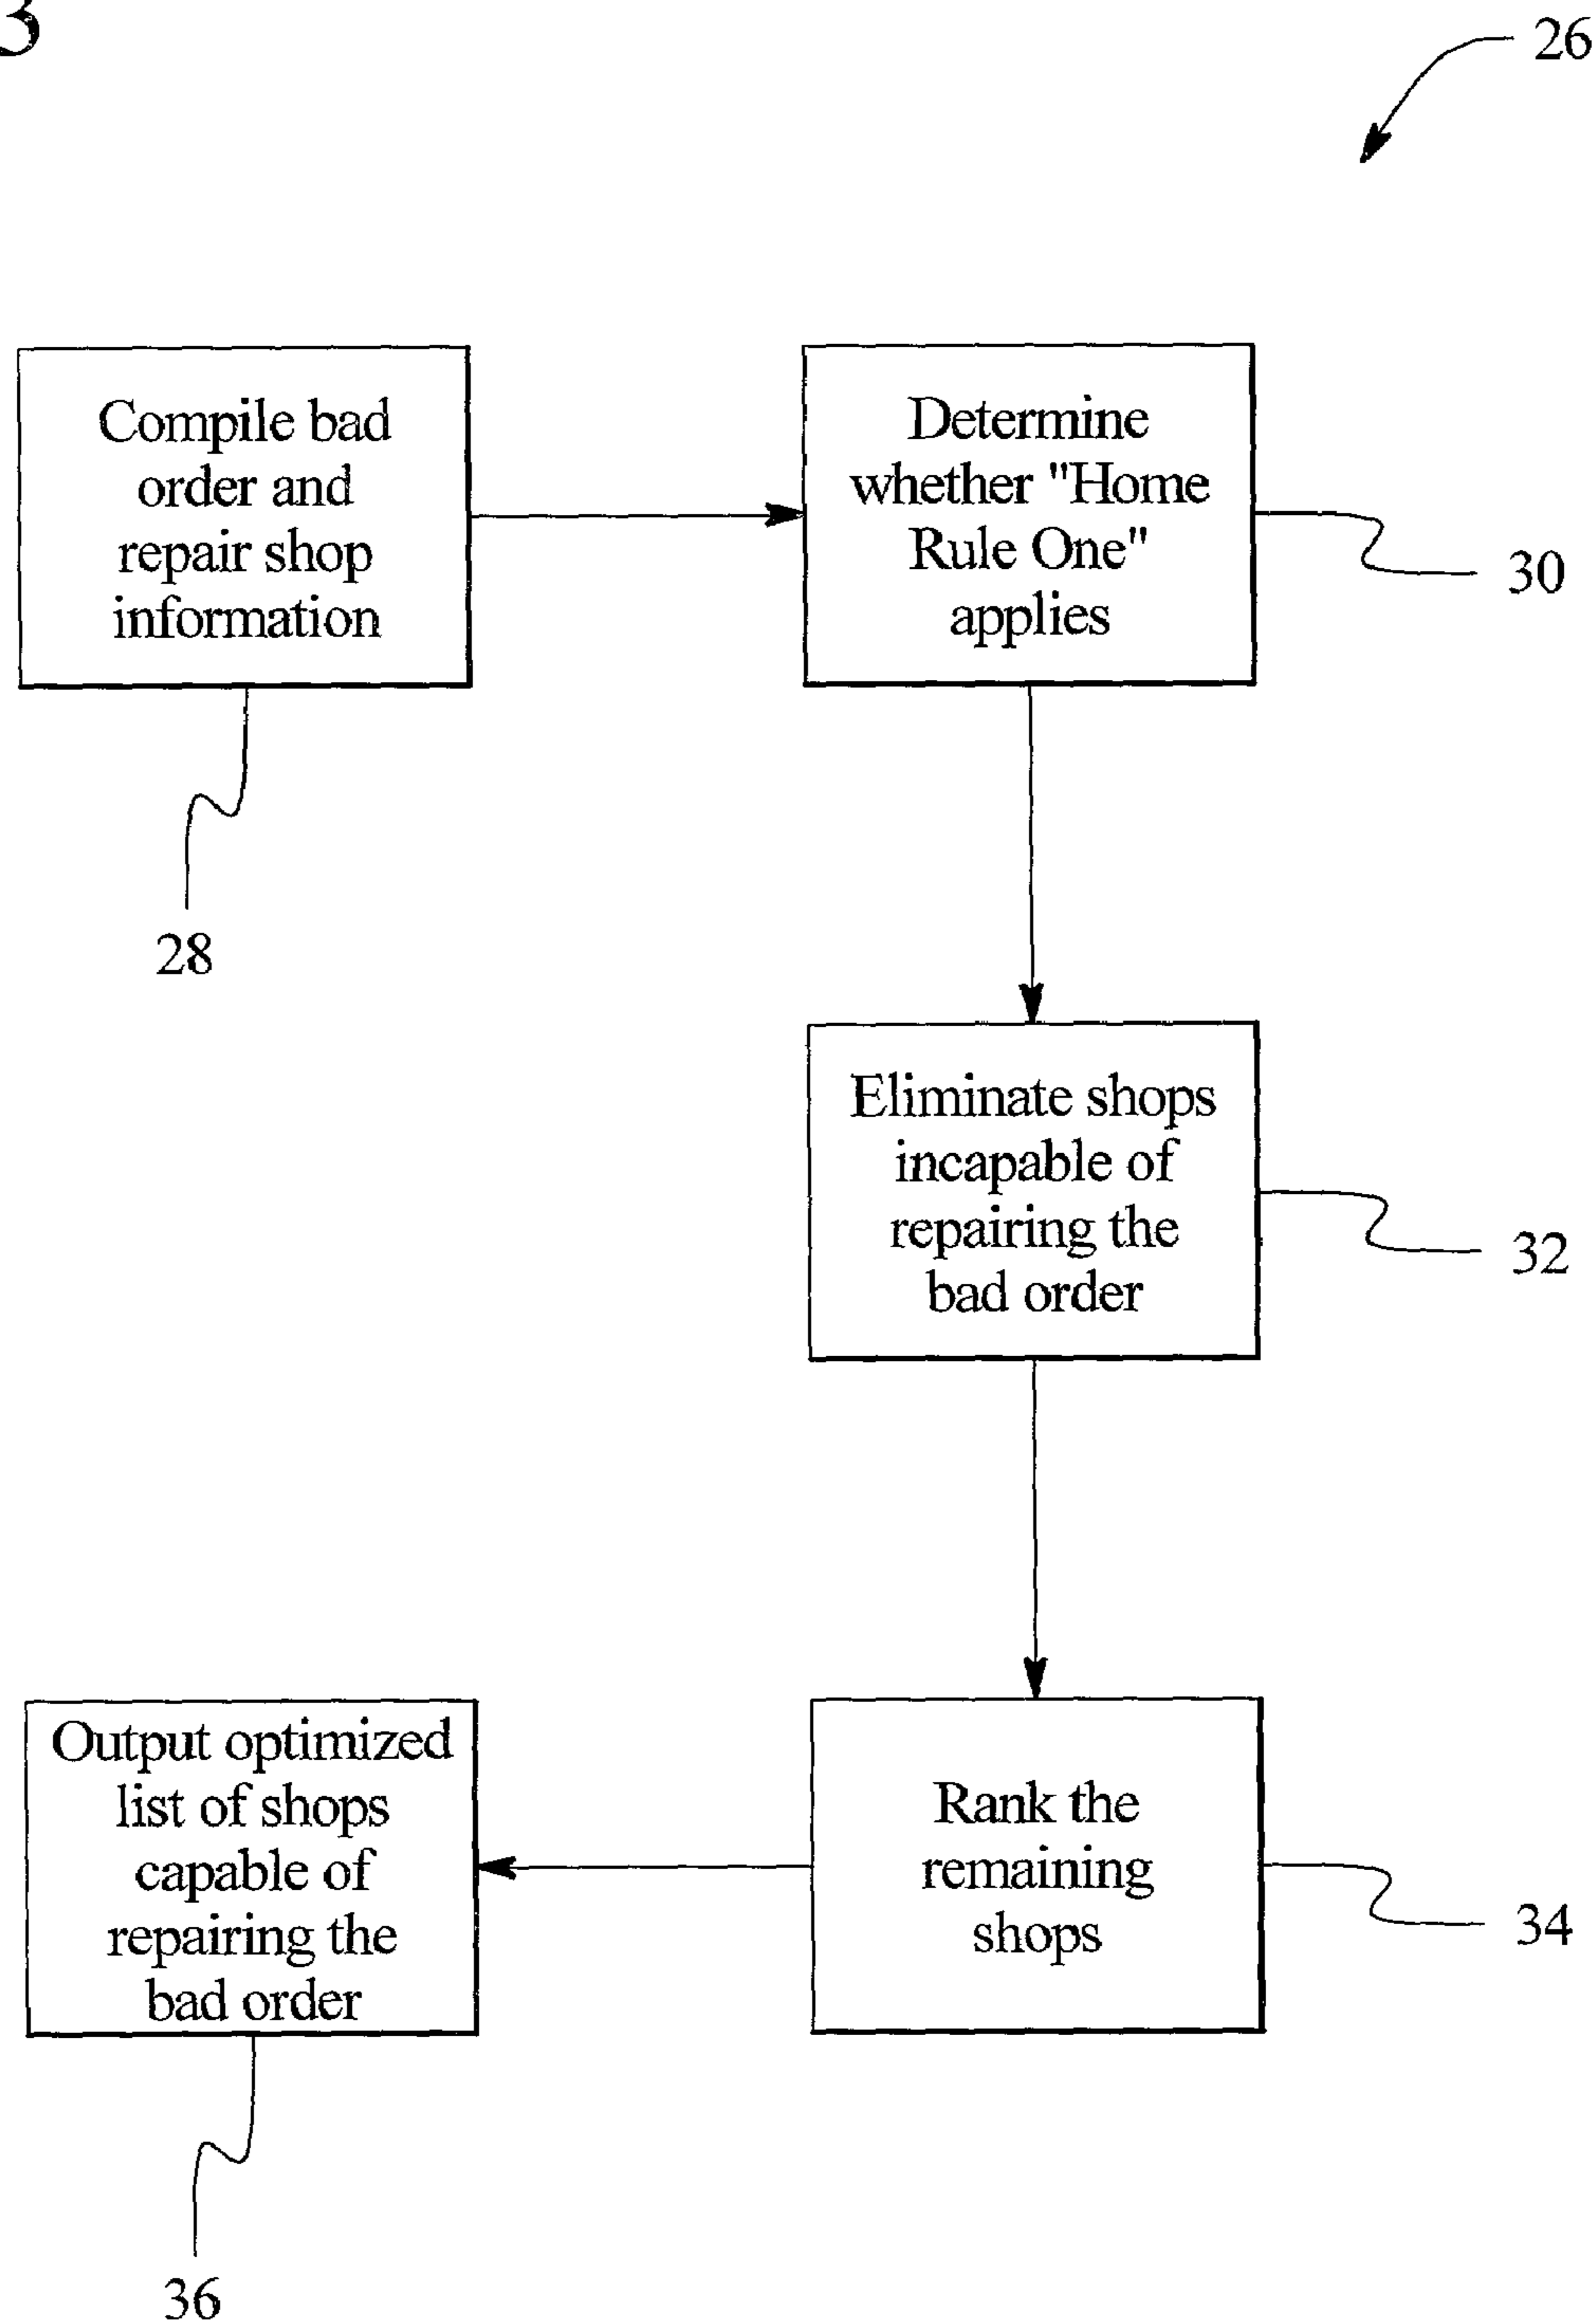 3
26
Compile bad
order and
repair shop
information
28
Determine
whether "Home
Rule One"
applies
30
Eliminate shops
incapable of
repairing the
bad order
32
Rank the
remaining
shops
34
Output optimized
list of shops
capable of
repairing the
bad order
36